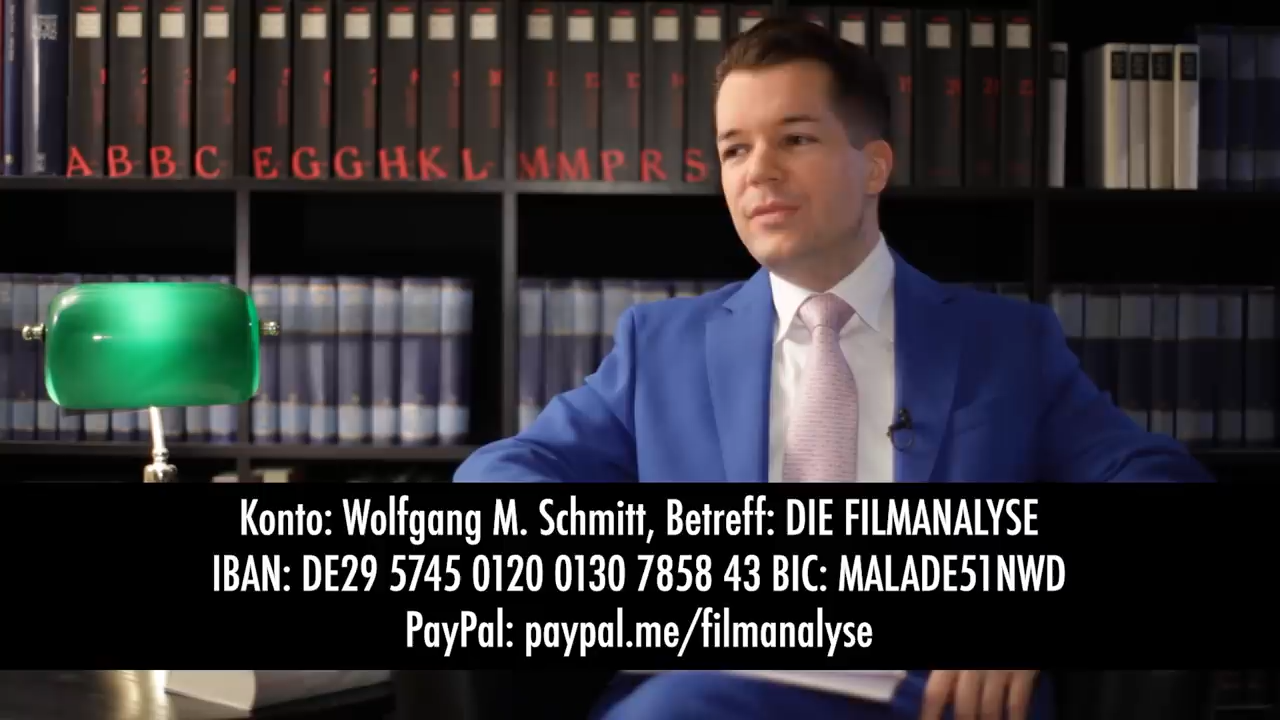 A B B C E G G H K L M M P R S
Konto: Wolfgang M. Schmitt, Betreff: DIE FILMANALYSE
IBAN: DE29 5745 0120 0130 7858 43 BIC: MALADE51NWD
PayPal: paypal.me/filmanalyse